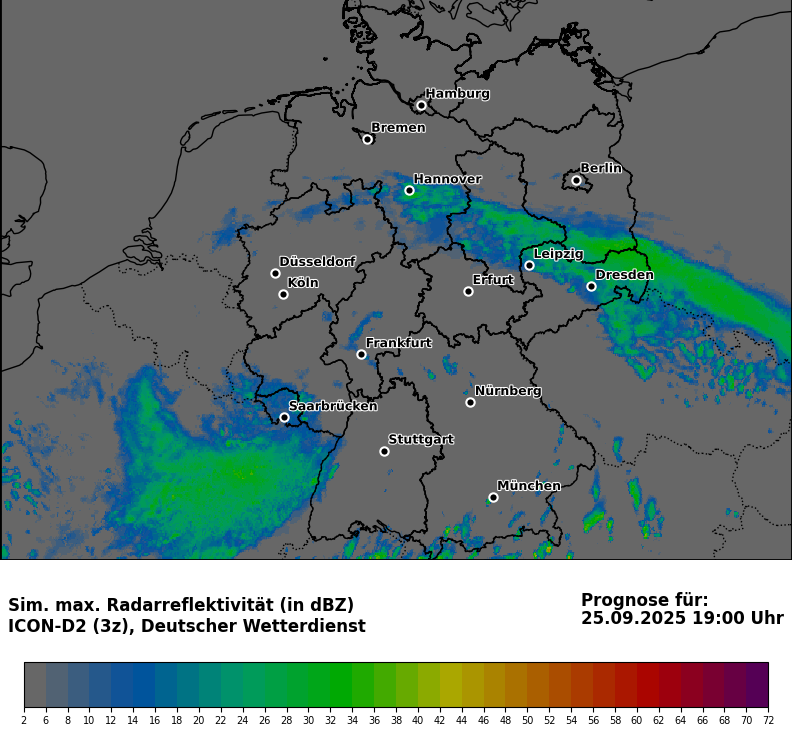 Hamburg
Bremen
Berlin
Hannover
Leipzig
Düsseldorf
Dresden
Köln
Erfurt
Frankfurt
Nürnberg
Saarbrücken
Stuttgart
München
Sim. max. Radarreflektivität (in dBZ)
ICON-D2 (3z), Deutscher Wetterdienst
Prognose für:
25.09.2025 19:00 Uhr
2 6 8 10 12 14 16 18 20 22 24 26 28 30 32 34 36 38 40 42 44 46 48 50 52 54 56 58 60 62 64 66 68 70 72